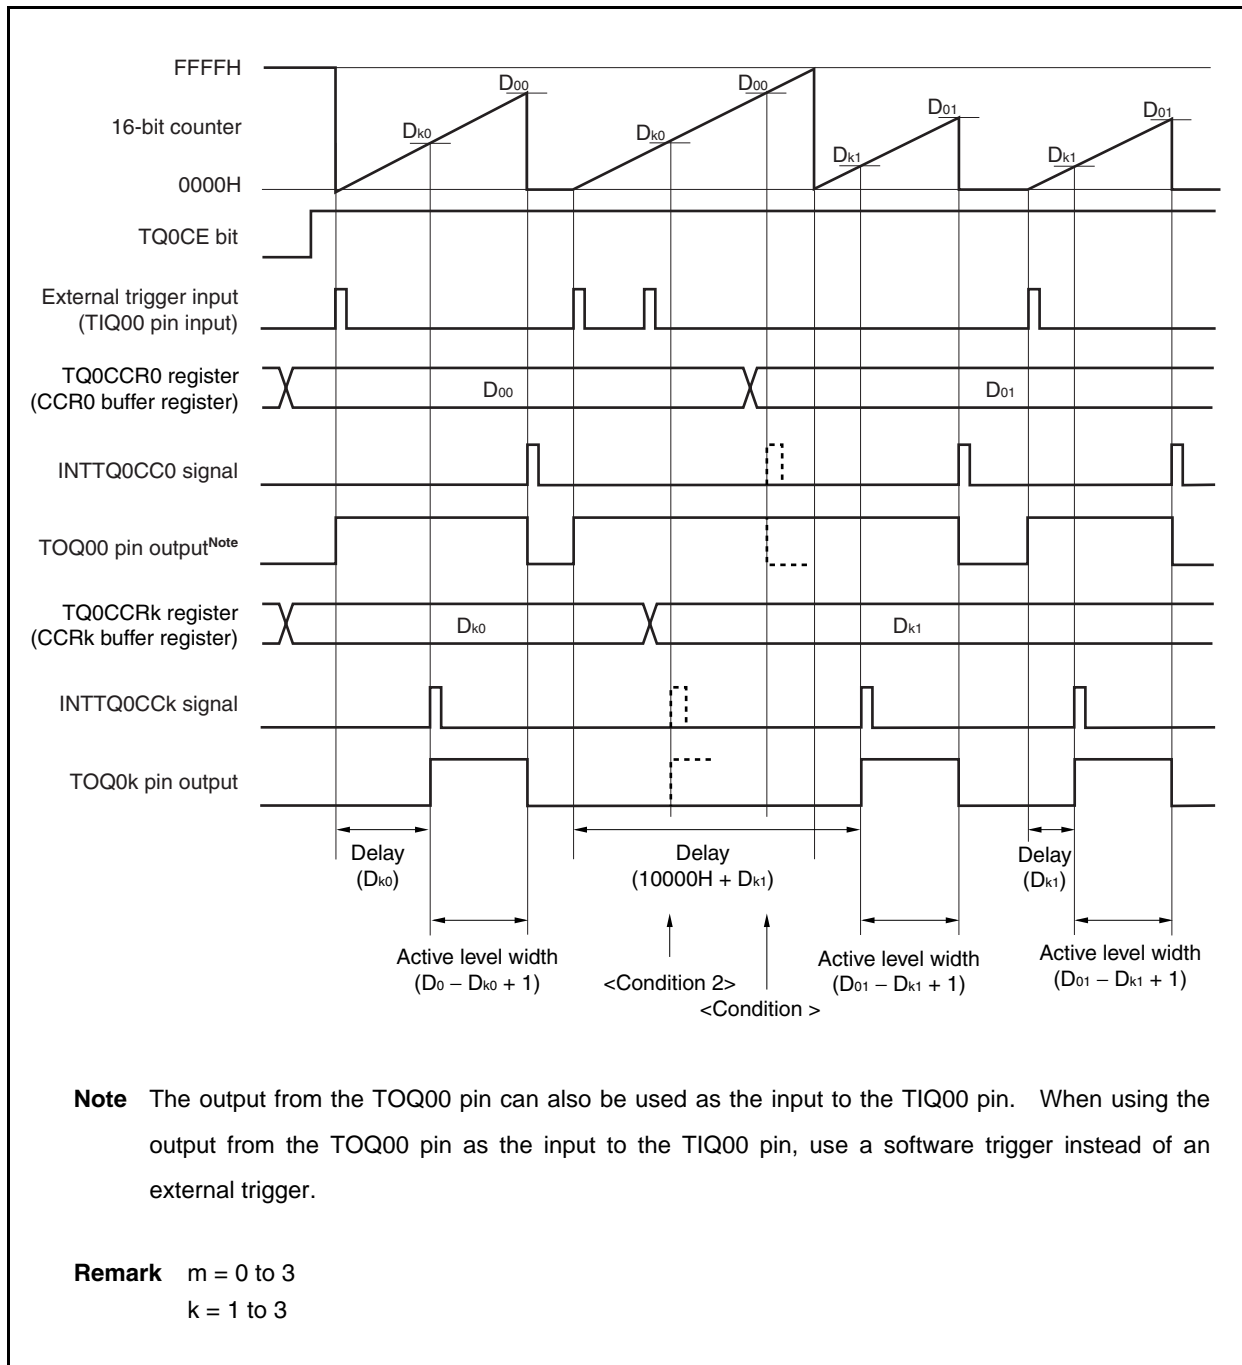 FFFFH
D00
D00
16-bit counter
Dk0
Dk0
D01
D01
Dk1
Dk1
0000H
TQ0CE bit
External trigger input
(TIQ00 pin input)
TQ0CCR0 register
(CCR0 buffer register)
D00
D01
INTTQ0CC0 signal
TOQ00 pin outputNote
TQ0CCRk register
(CCRk buffer register)
Dk0
Dk1
INTTQ0CCk signal
TOQ0k pin output
Delay
(Dk0)
Delay
(10000H + Dk1)
Delay
(Dk1)
Active level width
(D0 − Dk0 + 1)
<Condition 2>
<Condition >
Active level width
(D01 − Dk1 + 1)
Active level width
(D01 − Dk1 + 1)
Note The output from the TOQ00 pin can also be used as the input to the TIQ00 pin. When using the
output from the TOQ00 pin as the input to the TIQ00 pin, use a software trigger instead of an
external trigger.
Remark m = 0 to 3
k = 1 to 3